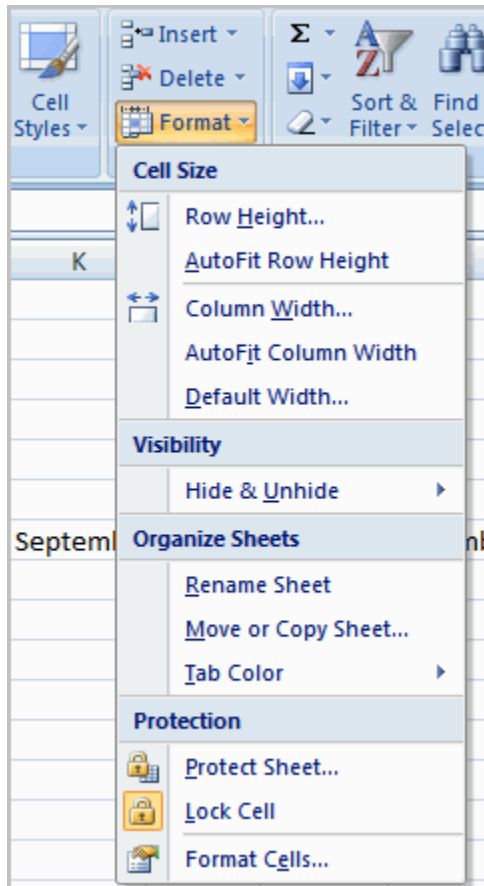 Insert
Σ
Delete
Cell
Styles
Format
Sort &
Filter
Find
Selec
Cell Size
Row Height...
K
AutoFit Row Height
Column Width...
AutoFit Column Width
Default Width...
Visibility
Hide & Unhide
Septemb
Organize Sheets
Rename Sheet
Move or Copy Sheet...
Tab Color
Protection
Protect Sheet...
Lock Cell
Format Cells...